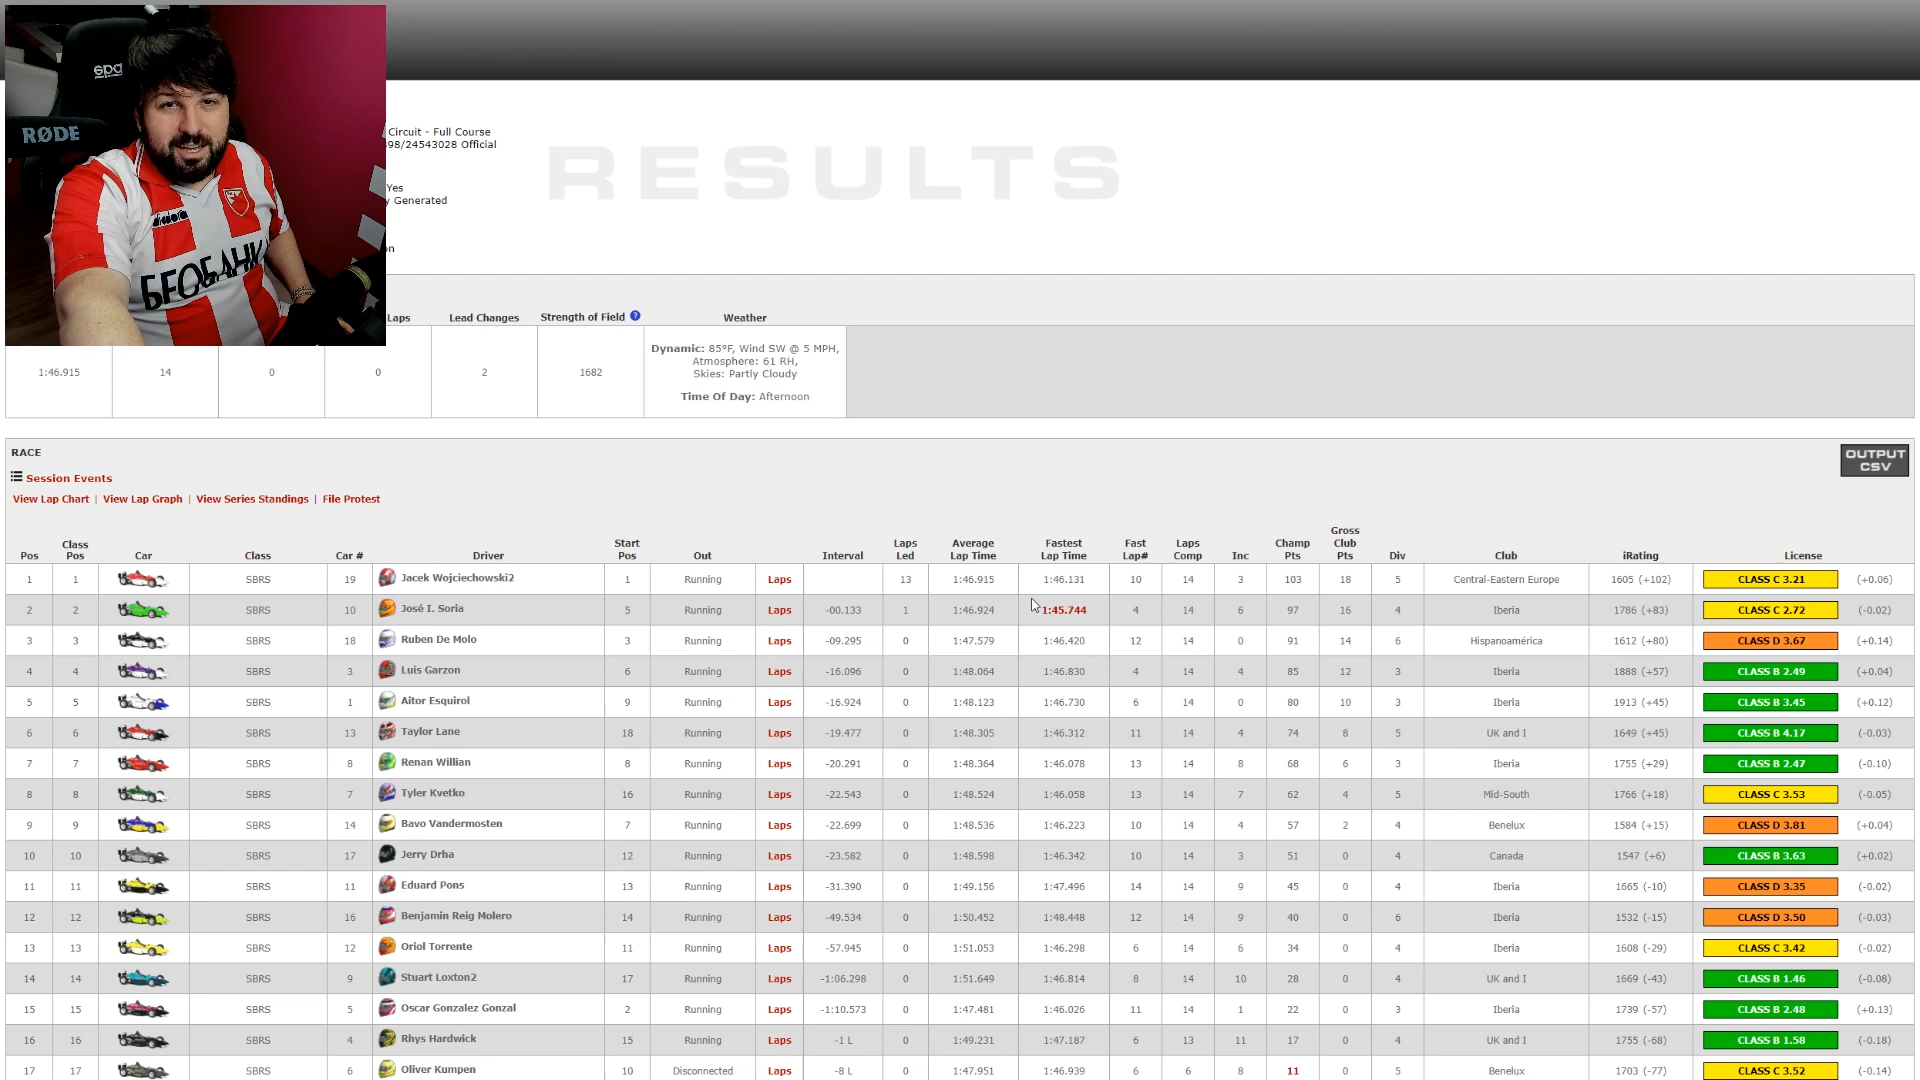 spa
RØDE
diadora
БЕОБАНКА
Circuit - Full Course
98/24543028 Official
Yes
y Generated
on
RESULTS
Laps Lead Changes Strength of Field ? Weather
1:46.915 14 0 0 2 1682 Dynamic: 85°F, Wind SW @ 5 MPH,
Atmosphere: 61 RH,
Skies: Partly Cloudy
Time Of Day: Afternoon
RACE
OUTPUT
CSV
Session Events
View Lap Chart | View Lap Graph | View Series Standings | File Protest
Pos Class Pos Car Class Car # Driver Start Pos Out Interval Laps Led Average Lap Time Fastest Lap Time Fast Lap# Laps Comp Inc Champ Pts Gross Club Pts Div Club iRating License
1 1 SBRS 19 Jacek Wojciechowski2 1 Running Laps 13 1:46.915 1:46.131 10 14 3 103 18 5 Central-Eastern Europe 1605 (+102) CLASS C 3.21 (+0.06)
2 2 SBRS 10 José I. Soria 5 Running Laps -00.133 1 1:46.924 1:45.744 4 14 6 97 16 4 Iberia 1786 (+83) CLASS C 2.72 (-0.02)
3 3 SBRS 18 Ruben De Molo 3 Running Laps -09.295 0 1:47.579 1:46.420 12 14 0 91 14 6 Hispanoamérica 1612 (+80) CLASS D 3.67 (+0.14)
4 4 SBRS 3 Luis Garzon 6 Running Laps -16.096 0 1:48.064 1:46.830 4 14 4 85 12 3 Iberia 1888 (+57) CLASS B 2.49 (+0.04)
5 5 SBRS 1 Aitor Esquirol 9 Running Laps -16.924 0 1:48.123 1:46.730 6 14 0 80 10 3 Iberia 1913 (+45) CLASS B 3.45 (+0.12)
6 6 SBRS 13 Taylor Lane 18 Running Laps -19.477 0 1:48.305 1:46.312 11 14 4 74 8 5 UK and I 1649 (+45) CLASS B 4.17 (-0.03)
7 7 SBRS 8 Renan Willian 8 Running Laps -20.291 0 1:48.364 1:46.078 13 14 8 68 6 3 Iberia 1755 (+29) CLASS B 2.47 (-0.10)
8 8 SBRS 7 Tyler Kvetko 16 Running Laps -22.543 0 1:48.524 1:46.058 13 14 7 62 4 5 Mid-South 1766 (+18) CLASS C 3.53 (-0.05)
9 9 SBRS 14 Bavo Vandermosten 7 Running Laps -22.699 0 1:48.536 1:46.223 10 14 4 57 2 4 Benelux 1584 (+15) CLASS D 3.81 (+0.04)
10 10 SBRS 17 Jerry Drha 12 Running Laps -23.582 0 1:48.598 1:46.342 10 14 3 51 0 4 Canada 1547 (+6) CLASS B 3.63 (+0.02)
11 11 SBRS 11 Eduard Pons 13 Running Laps -31.390 0 1:49.156 1:47.496 14 14 9 45 0 4 Iberia 1665 (-10) CLASS D 3.35 (-0.02)
12 12 SBRS 16 Benjamin Reig Molero 14 Running Laps -49.534 0 1:50.452 1:48.448 12 14 9 40 0 6 Iberia 1532 (-15) CLASS D 3.50 (-0.03)
13 13 SBRS 12 Oriol Torrente 11 Running Laps -57.945 0 1:51.053 1:46.298 6 14 6 34 0 4 Iberia 1608 (-29) CLASS C 3.42 (-0.02)
14 14 SBRS 9 Stuart Loxton2 17 Running Laps -1:06.298 0 1:51.649 1:46.814 8 14 10 28 0 4 UK and I 1669 (-43) CLASS B 1.46 (-0.08)
15 15 SBRS 5 Oscar Gonzalez Gonzal 2 Running Laps -1:10.573 0 1:47.481 1:46.026 11 14 1 22 0 3 Iberia 1739 (-57) CLASS B 2.48 (+0.13)
16 16 SBRS 4 Rhys Hardwick 15 Running Laps -1 L 0 1:49.231 1:47.187 6 13 11 17 0 4 UK and I 1755 (-68) CLASS B 1.58 (-0.18)
17 17 SBRS 6 Oliver Kumpen 10 Disconnected Laps -8 L 0 1:47.951 1:46.939 6 6 8 11 0 5 Benelux 1703 (-77) CLASS C 3.52 (-0.14)